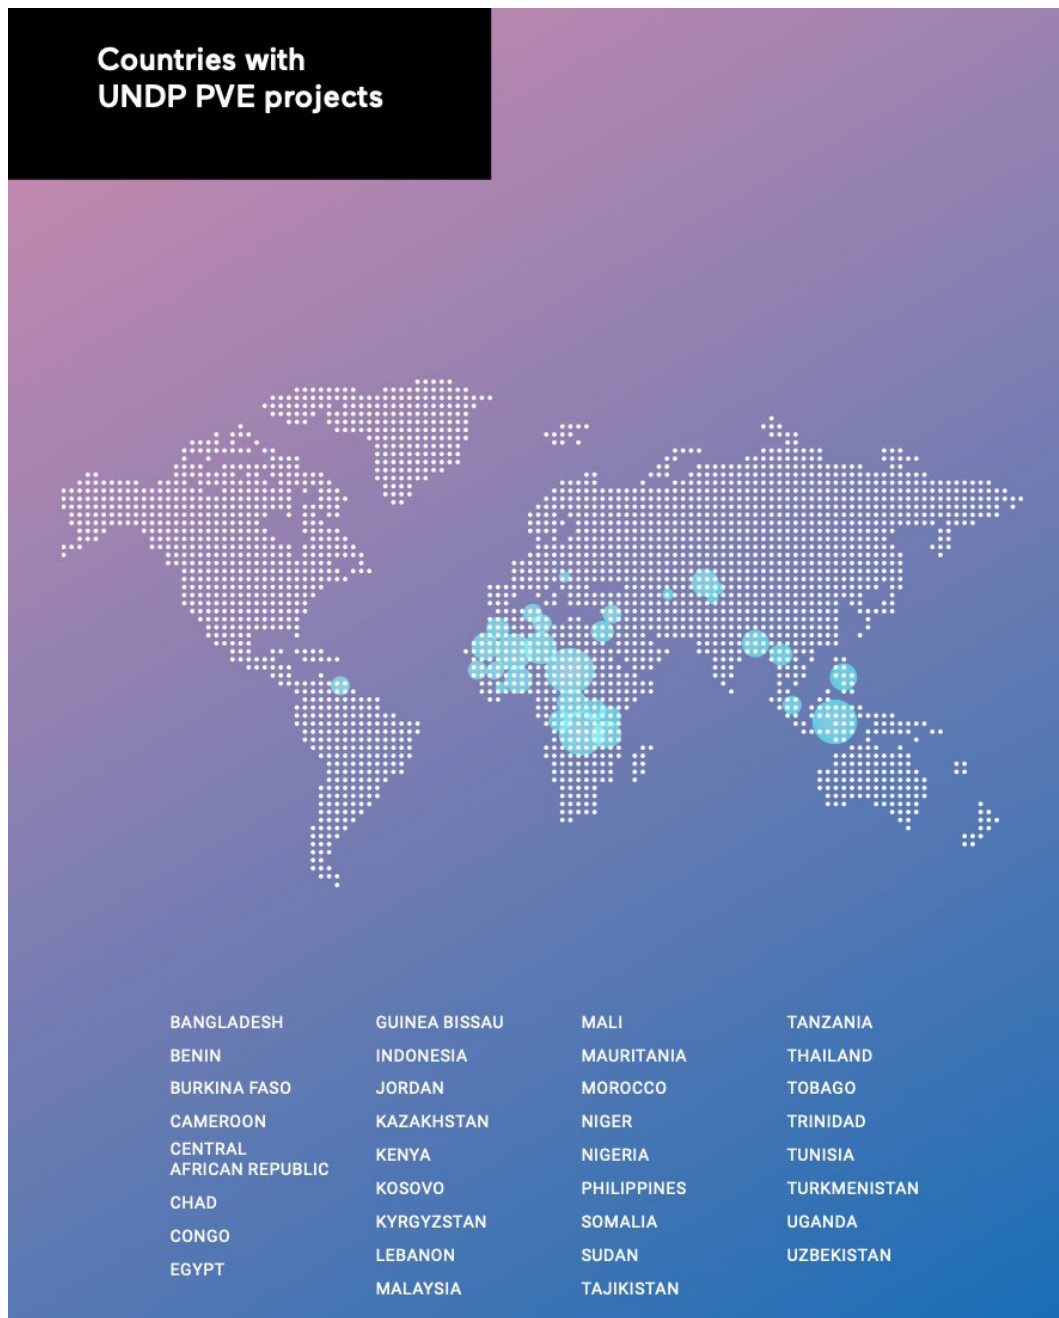 Countries with
UNDP PVE projects
BANGLADESH
BENIN
BURKINA FASO
CAMEROON
CENTRAL
AFRICAN REPUBLIC
CHAD
CONGO
EGYPT
GUINEA BISSAU
INDONESIA
JORDAN
KAZAKHSTAN
KENYA
KOSOVO
KYRGYZSTAN
LEBANON
MALAYSIA
MALI
MAURITANIA
MOROCCO
NIGER
NIGERIA
PHILIPPINES
SOMALIA
SUDAN
TAJIKISTAN
TANZANIA
THAILAND
TOBAGO
TRINIDAD
TUNISIA
TURKMENISTAN
UGANDA
UZBEKISTAN